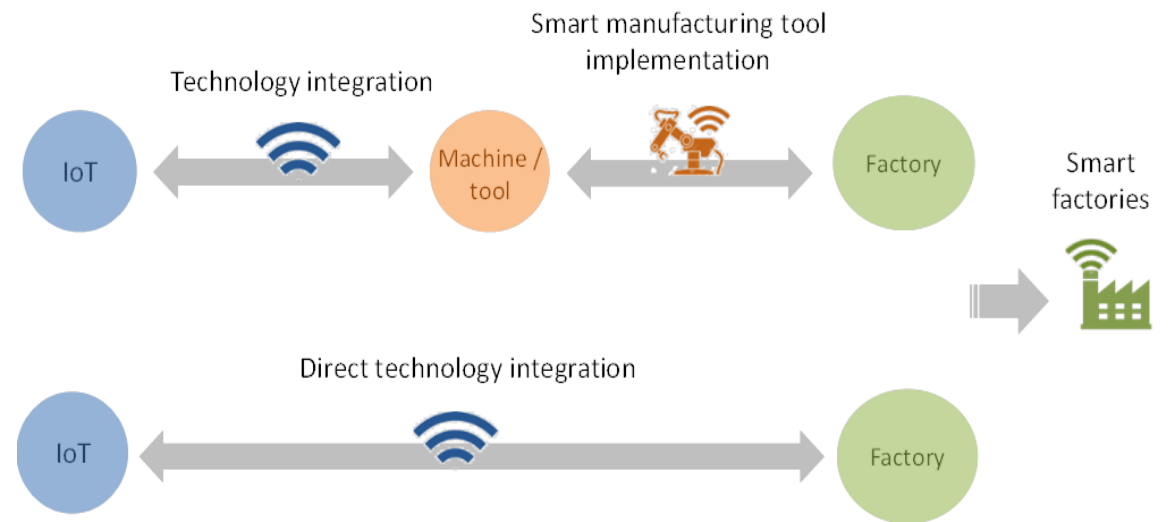 Smart manufacturing tool
implementation
Technology integration
IoT
Machine /
tool
Factory
Smart
factories
Direct technology integration
IoT
Factory